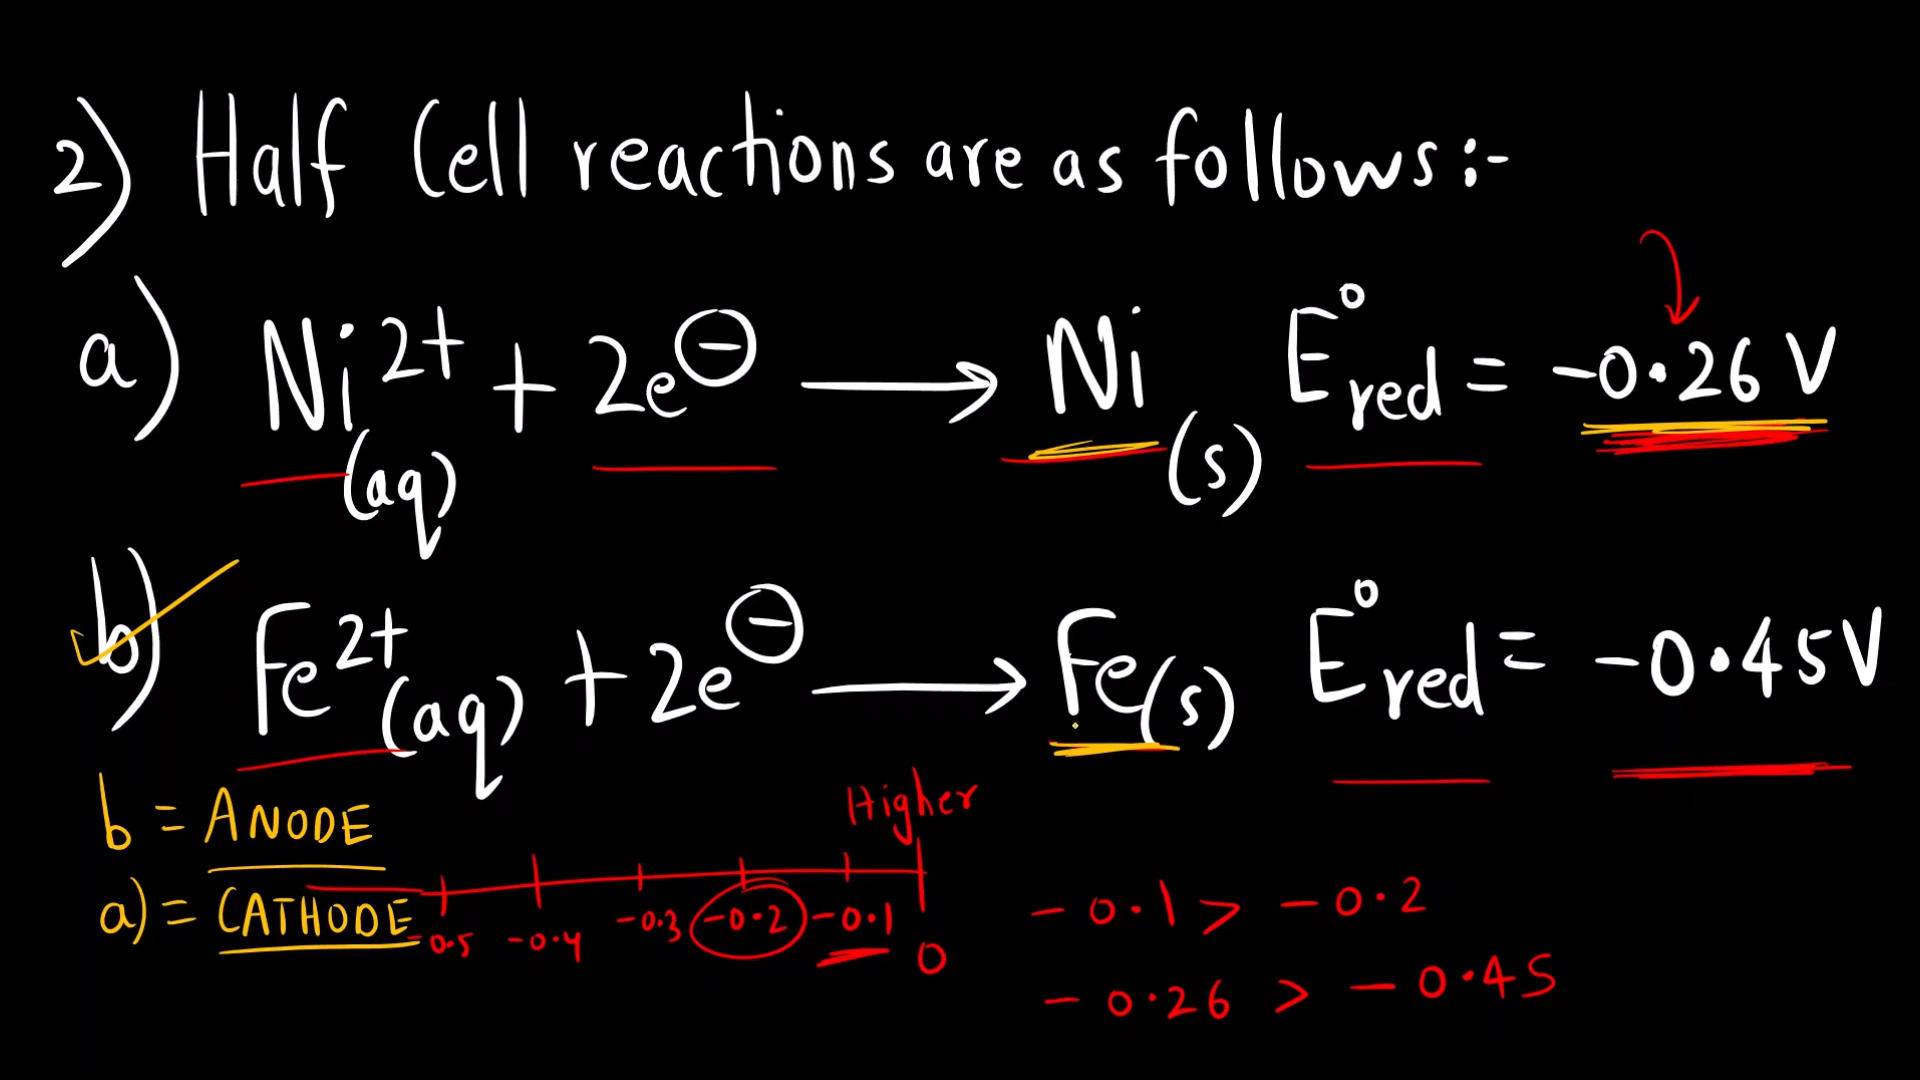 2) Half Cell reactions are as follows:-
a) Ni²⁺(aq) + 2e⊖ ⟶ Ni(s) E⁰red = -0.26 V
b) Fe²⁺(aq) + 2e⊖ ⟶ Fe(s) E⁰red = -0.45V
b = ANODE
a) = CATHODE
Higher
-0.5 -0.4 -0.3 -0.2 -0.1 0
-0.1 > -0.2
-0.26 > -0.45